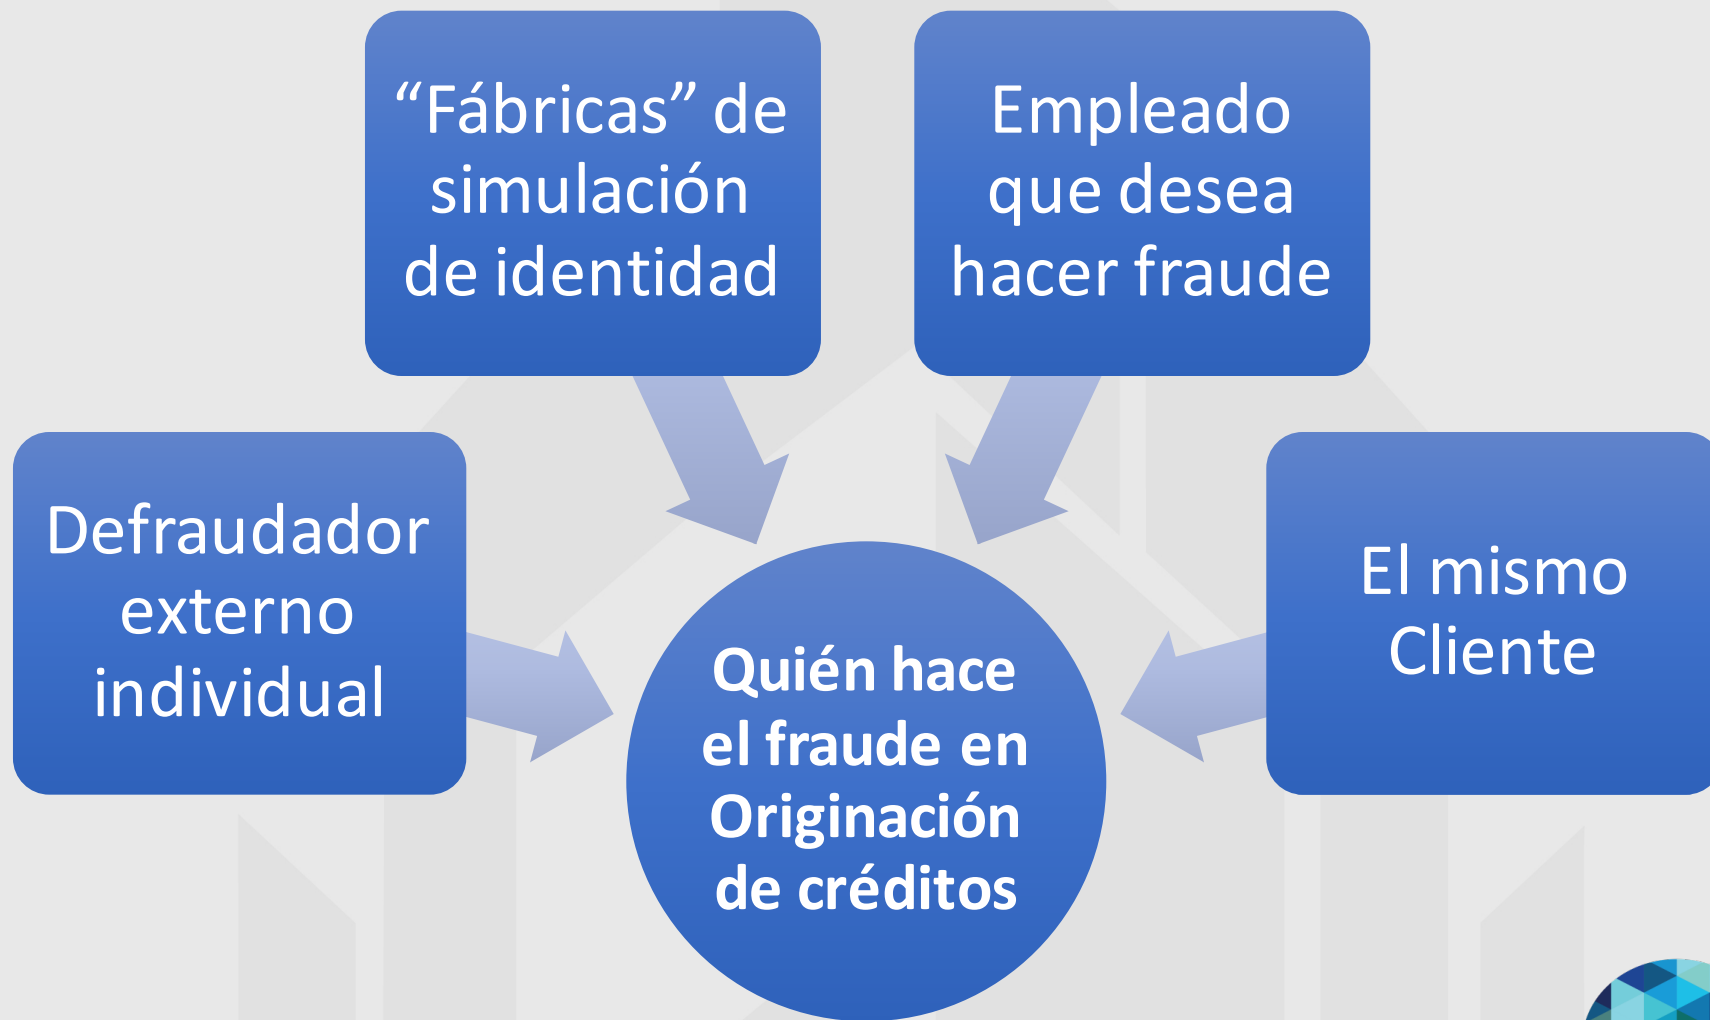 “Fábricas” de
simulación
de identidad
Empleado
que desea
hacer fraude
Defraudador
externo
individual
El mismo
Cliente
Quién hace
el fraude en
Originación
de créditos